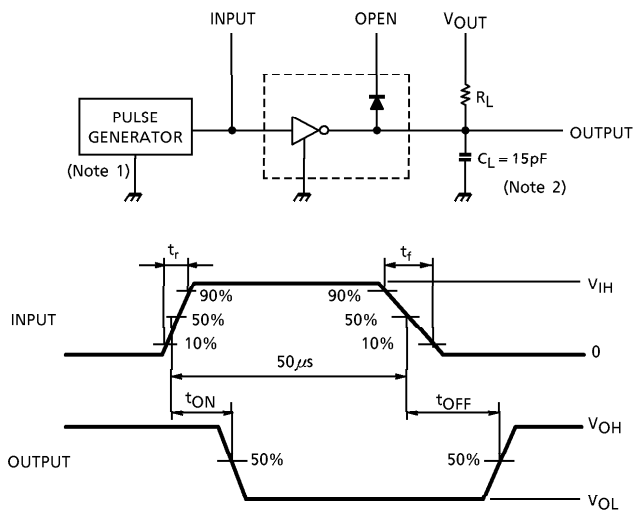 INPUT
OPEN
VOUT
PULSE
GENERATOR
(Note 1)
RL
OUTPUT
CL = 15pF
(Note 2)
tr
tf
90%
90%
VIH
INPUT
50%
50%
10%
10%
0
50μs
tON
tOFF
VOH
OUTPUT
50%
50%
VOL